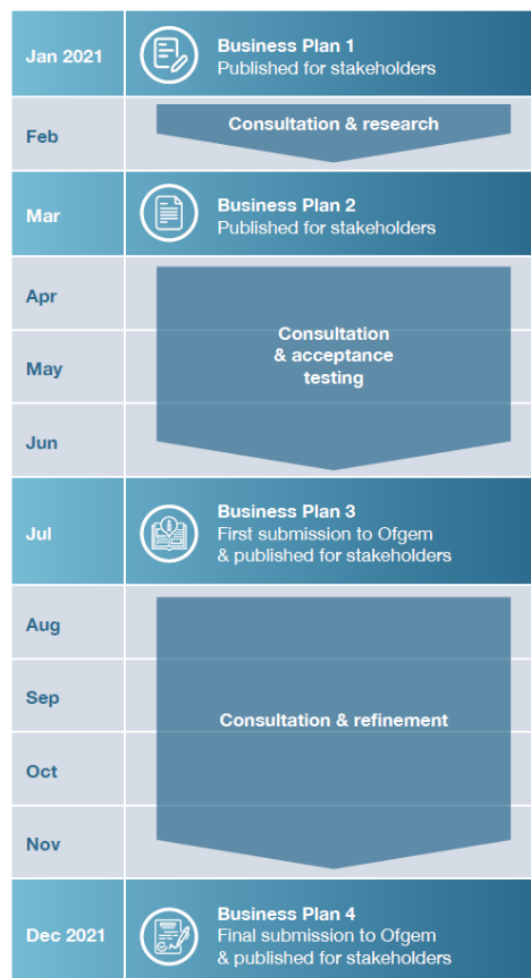 Jan 2021
Business Plan 1
Published for stakeholders
Feb
Consultation & research
Mar
Business Plan 2
Published for stakeholders
Apr
May
Jun
Consultation
& acceptance
testing
Jul
Business Plan 3
First submission to Ofgem
& published for stakeholders
Aug
Sep
Oct
Nov
Consultation & refinement
Dec 2021
Business Plan 4
Final submission to Ofgem
& published for stakeholders